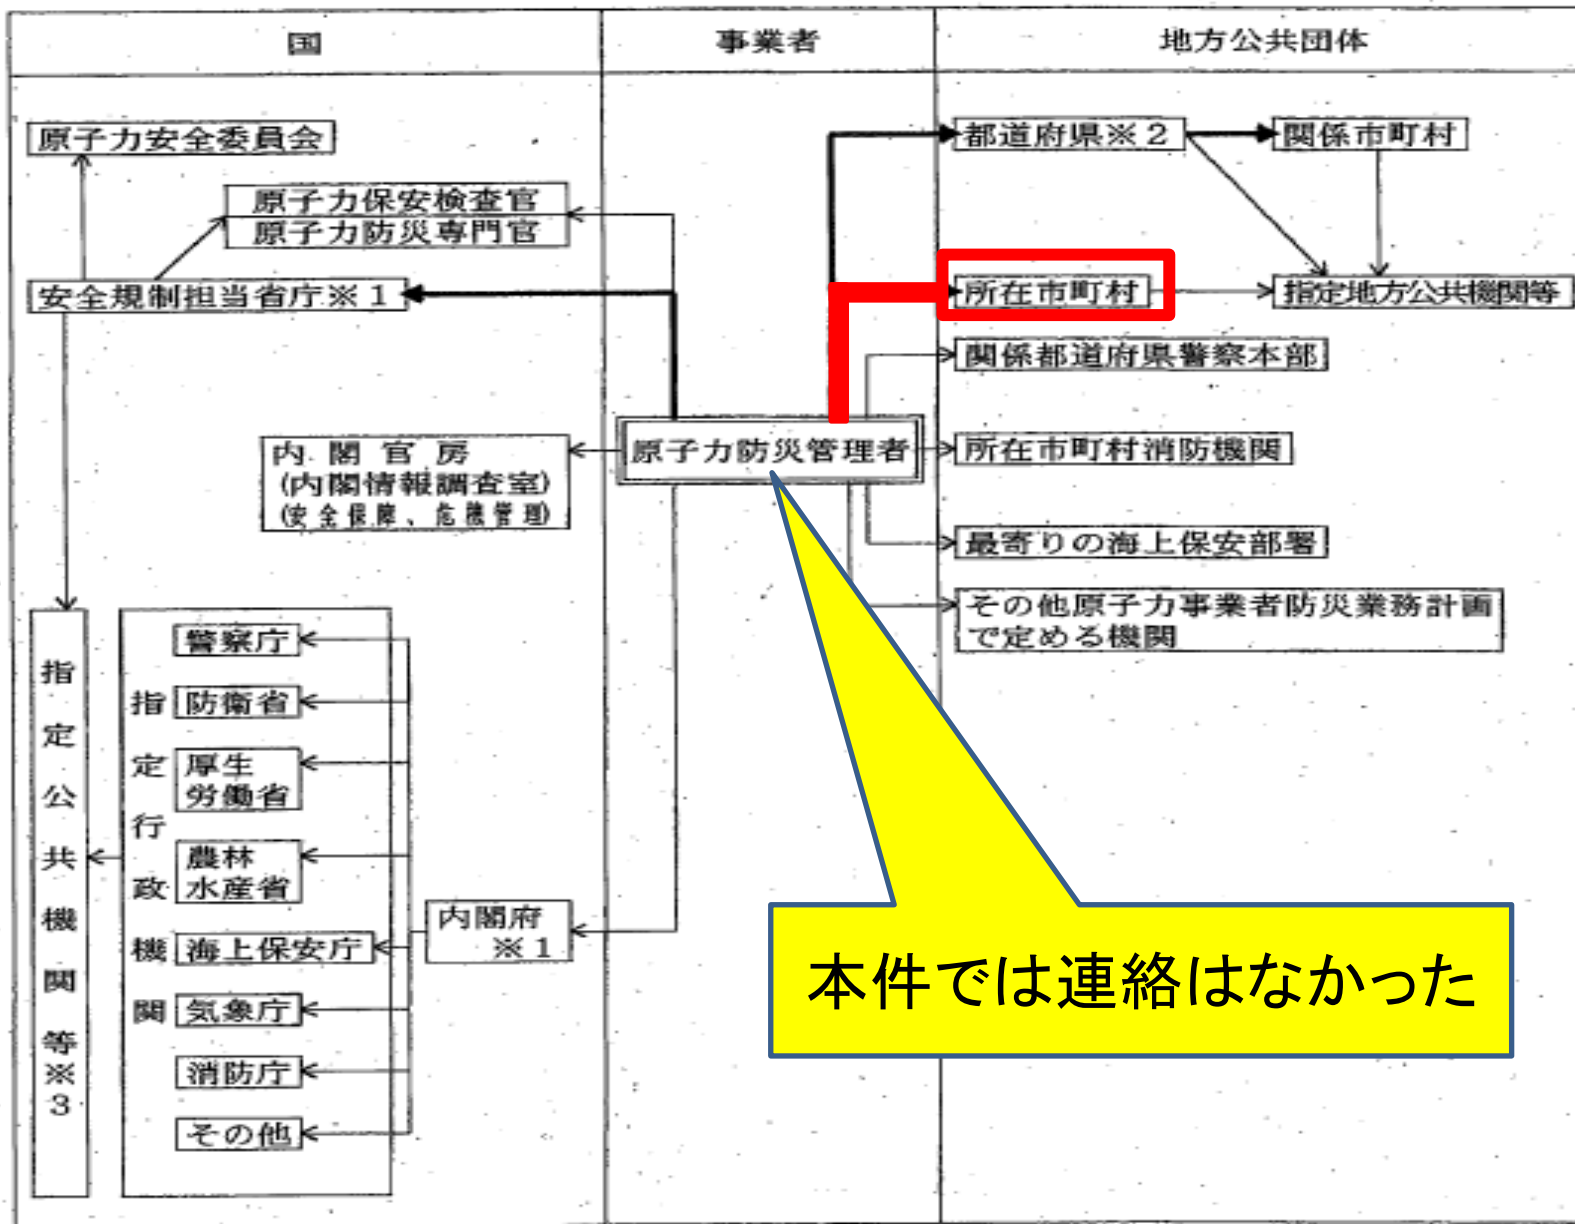 国
事業者
地方公共団体
原子力安全委員会
原子力保安検査官
原子力防災専門官
安全規制担当省庁※1
内閣官房
(内閣情報調査室)
(安全保障、危機管理)
指定公共機関等※3
指定行政機関
警察庁
防衛省
厚生
労働省
農林
水産省
海上保安庁
気象庁
消防庁
その他
内閣府
※1
原子力防災管理者
都道府県※2
関係市町村
所在市町村
指定地方公共機関等
関係都道府県警察本部
所在市町村消防機関
最寄りの海上保安部署
その他原子力事業者防災業務計画
で定める機関
本件では連絡はなかった